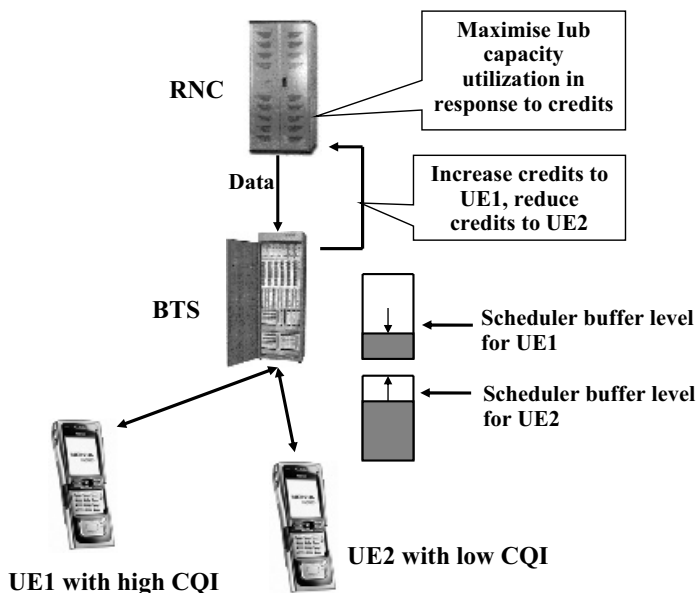 Maximise Iub
capacity
utilization in
response to credits
RNC
Data
Increase credits to
UE1, reduce
credits to UE2
BTS
Scheduler buffer level
for UE1
Scheduler buffer level
for UE2
UE1 with high CQI
UE2 with low CQI